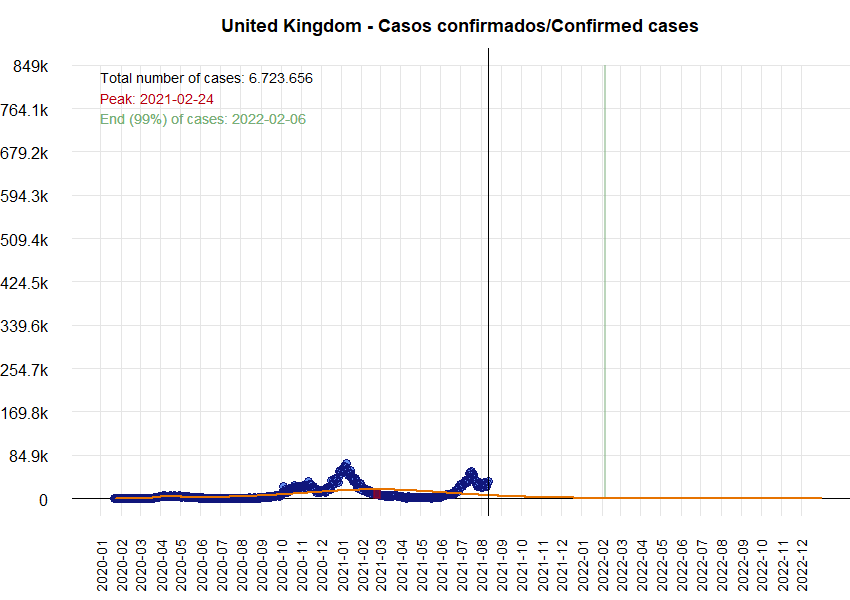 United Kingdom - Casos confirmados/Confirmed cases
849k
Total number of cases: 6.723.656
Peak: 2021-02-24
764.1k
End (99%) of cases: 2022-02-06
679.2k
594.3k
509.4k
424.5k
339.6k
254.7k
169.8k
84.9k
0
2020-01
2020-02
2020-03
2020-04
2020-05
2020-06
2020-07
2020-08
2020-09
2020-10
2020-11
2020-12
2021-01
2021-02
2021-03
2021-04
2021-05
2021-06
2021-07
2021-08
2021-09
2021-10
2021-11
2021-12
2022-01
2022-02
2022-03
2022-04
2022-05
2022-06
2022-07
2022-08
2022-09
2022-10
2022-11
2022-12